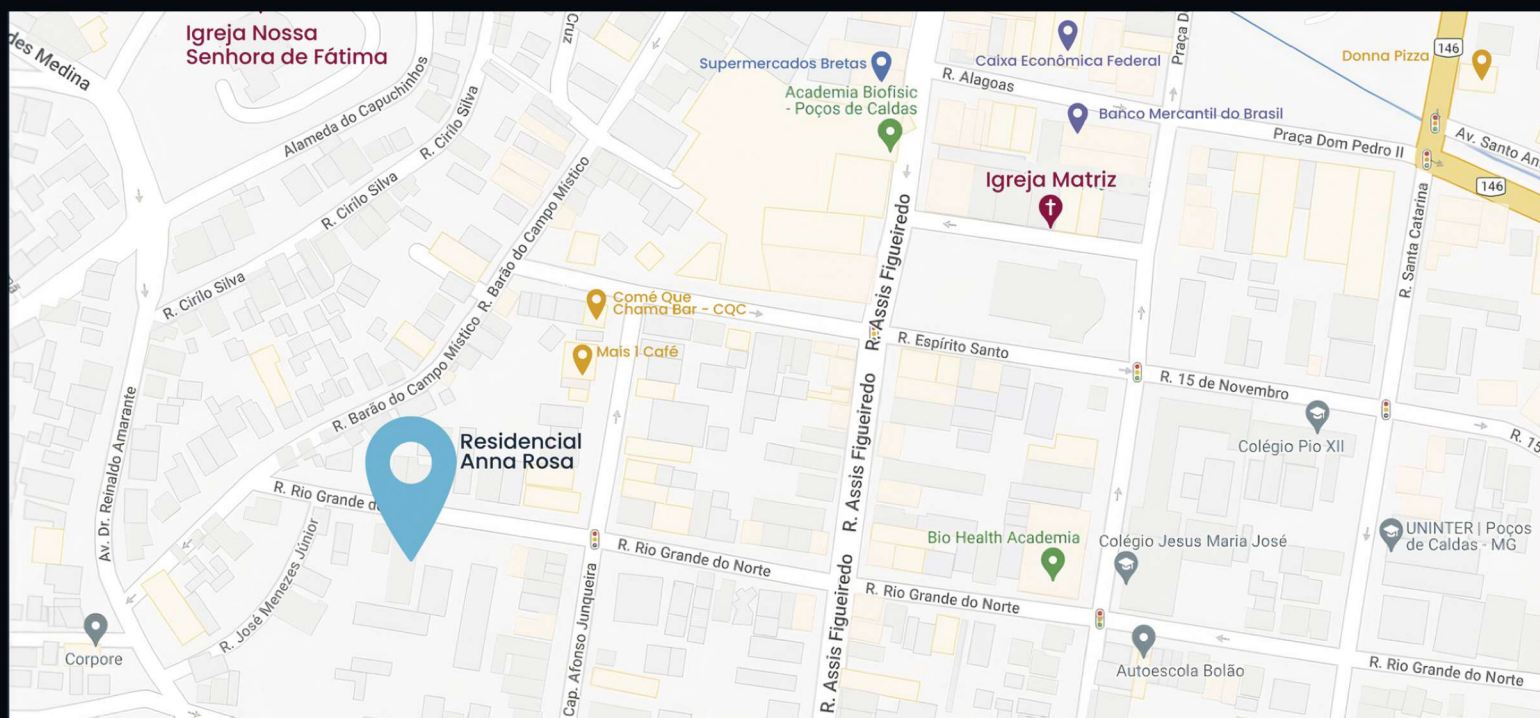 Igreja Nossa
Senhora de Fátima
des Medina
Cruz
Supermercados Bretas
Academia Biofisic
- Poços de Caldas
Caixa Econômica Federal
Praça D
R. Alagoas
Banco Mercantil do Brasil
Donna Pizza
146
Praça Dom Pedro II
Av. Santo An
146
Alameda do Capuchinhos
R. Cirilo Silva
R. Cirilo Silva
R. Cirilo Silva
R. Barão do Campo Místico
Igreja Matriz
R. Assis Figueiredo
R. Santa Catarina
Comé Que
Chama Bar - CQC
Mais 1 Café
R. Espírito Santo
R. 15 de Novembro
R. 15
R. Barão do Campo Místico
Av. Dr. Reinaldo Amarante
Residencial
Anna Rosa
R. Assis Figueiredo
Colégio Pio XII
R. Rio Grande do
R. Assis Figueiredo
Bio Health Academia
Colégio Jesus Maria José
UNINTER | Poços
de Caldas - MG
R. José Menezes Júnior
R. Rio Grande do Norte
R. Rio Grande do Norte
Corpore
Cap. Afonso Junqueira
R. Assis Figueiredo
Autoescola Bolão
R. Rio Grande do Norte